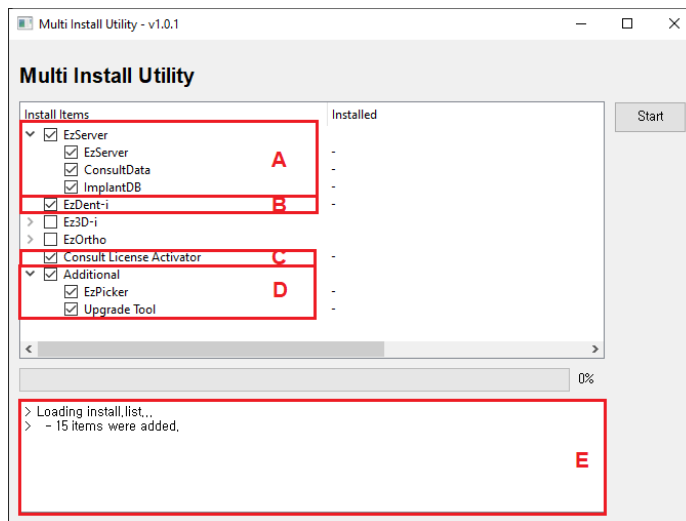 Multi Install Utility - v1.0.1
Multi Install Utility
Install Items Installed
Start
EzServer
EzServer -
A
ConsultData -
ImplantDB -
EzDent-i -
B
Ez3D-i
EzOrtho
Consult License Activator -
C
Additional
EzPicker -
D
Upgrade Tool -
0%
> Loading install,list,,,
> - 15 items were added,
E